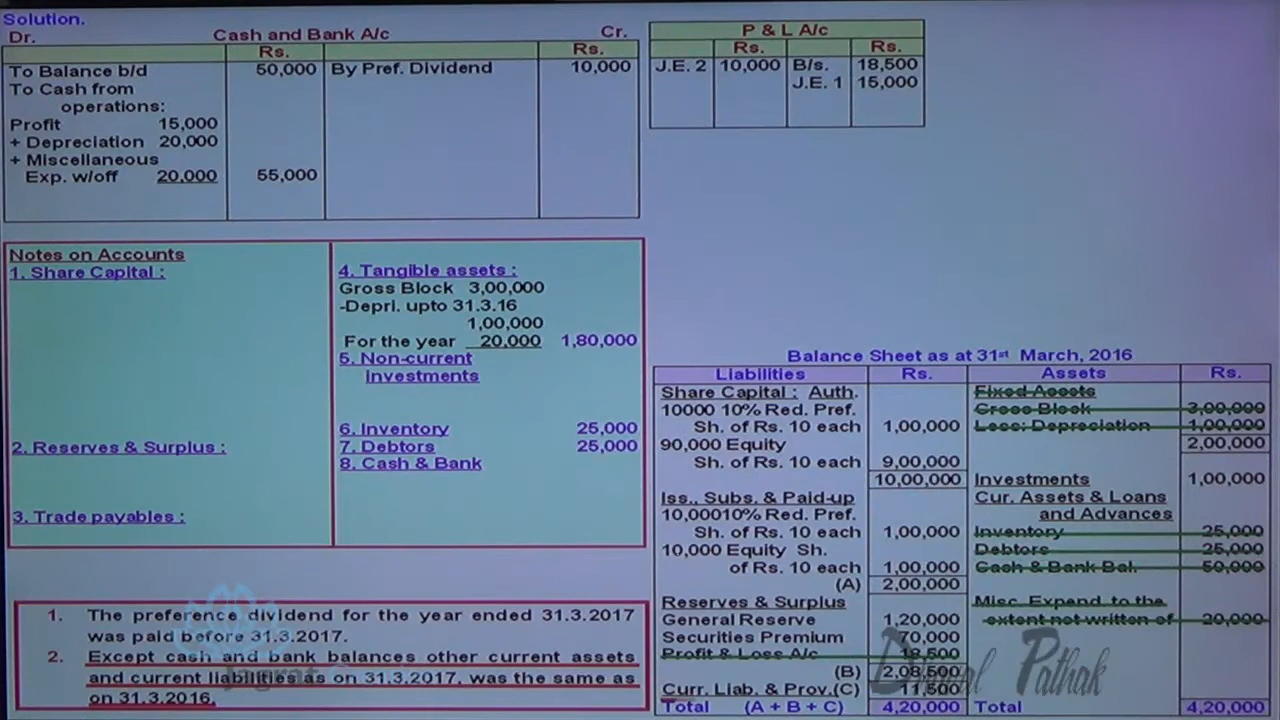 Solution.
Dr. Cash and Bank A/c Cr.
Rs. Rs.
To Balance b/d 50,000 By Pref. Dividend 10,000
To Cash from
operations:
Profit 15,000
+ Depreciation 20,000
+ Miscellaneous
Exp. w/off 20,000 55,000
P & L A/c
Rs. Rs.
J.E. 2 10,000 B/s. 18,500
J.E. 1 15,000
Notes on Accounts
1. Share Capital :
2. Reserves & Surplus :
3. Trade payables :
4. Tangible assets :
Gross Block 3,00,000
-Depri. upto 31.3.16
1,00,000
For the year 20,000 1,80,000
5. Non-current
Investments
6. Inventory 25,000
7. Debtors 25,000
8. Cash & Bank
1. The preference dividend for the year ended 31.3.2017
was paid before 31.3.2017.
2. Except cash and bank balances other current assets
and current liabilities as on 31.3.2017, was the same as
on 31.3.2016.
Balance Sheet as at 31st March, 2016
Liabilities Rs. Assets Rs.
Share Capital : Auth. Fixed Assets
10000 10% Red. Pref. Gross Block 3,00,000
Sh. of Rs. 10 each 1,00,000 Less: Depreciation 1,00,000
90,000 Equity 2,00,000
Sh. of Rs. 10 each 9,00,000
10,00,000 Investments 1,00,000
Iss., Subs. & Paid-up Cur. Assets & Loans
10,00010% Red. Pref. and Advances
Sh. of Rs. 10 each 1,00,000 Inventory 25,000
10,000 Equity Sh. Debtors 25,000
of Rs. 10 each 1,00,000 Cash & Bank Bal. 50,000
(A) 2,00,000
Reserves & Surplus Misc. Expend. to the
General Reserve 1,20,000 extent not written of 20,000
Securities Premium 70,000
Profit & Loss A/c 18,500
(B) 2,08,500
Curr. Liab. & Prov.(C) 11,500
Total (A + B + C) 4,20,000 Total 4,20,000
Jagrat
Pathak